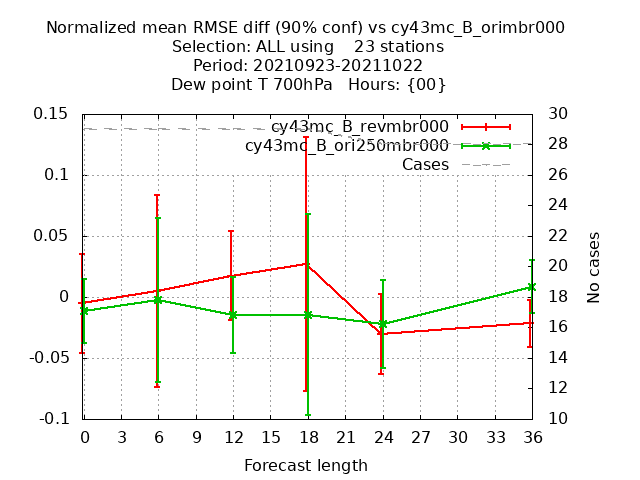 Normalized mean RMSE diff (90% conf) vs cy43mc_B_orimbr000
Selection: ALL using    23 stations
Period: 20210923-20211022
Dew point T 700hPa   Hours: {00}
0.15
0.1
0.05
0
-0.05
-0.1
30
28
26
24
22
20
18
16
14
12
10
cy43mc_B_revmbr000
cy43mc_B_ori250mbr000
Cases
No cases
0 3 6 9 12 15 18 21 24 27 30 33 36
Forecast length